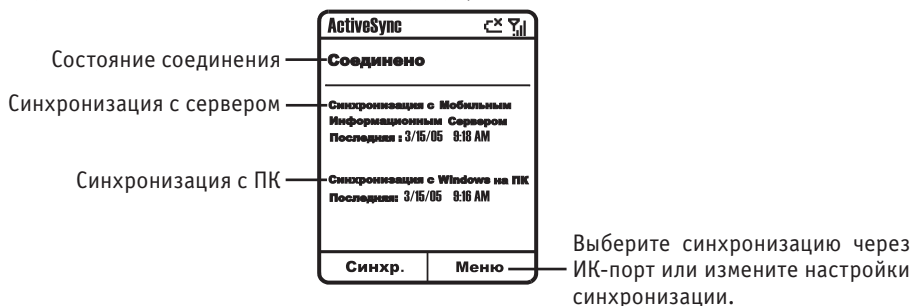 ActiveSync
Состояние соединения
Соединено
Синхронизация с сервером
Синхронизация с Мобильным
Информационным Сервером
Последняя : 3/15/05 9:18 AM
Синхронизация с ПК
Синхронизация с Windows на ПК
Последняя: 3/15/05 9:16 AM
Синхр.
Меню
Выберите синхронизацию через
ИК-порт или измените настройки
синхронизации.